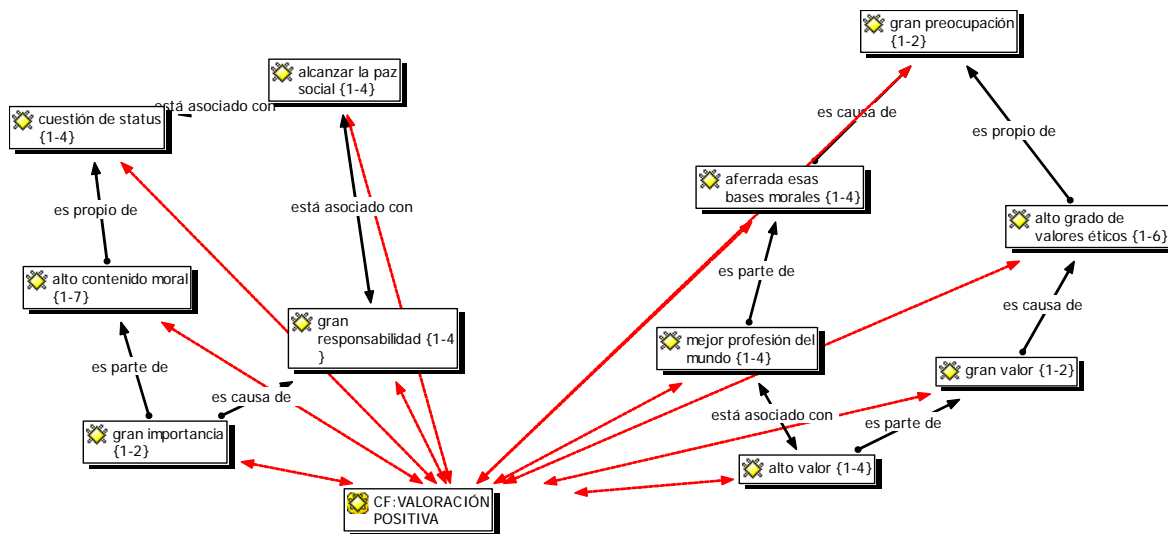 gran preocupación
{1-2}
alcanzar la paz
social {1-4}
está asociado con
cuestión de status
{1-4}
es causa de
es propio de
aferrada esas
bases morales {1-4}
es propio de
está asociado con
alto grado de
valores éticos {1-6}
alto contenido moral
{1-7}
es parte de
es causa de
gran
responsabilidad {1-4
}
mejor profesión del
mundo {1-4}
es parte de
gran valor {1-2}
es causa de
está asociado con
es parte de
gran importancia
{1-2}
alto valor {1-4}
CF:VALORACIÓN
POSITIVA